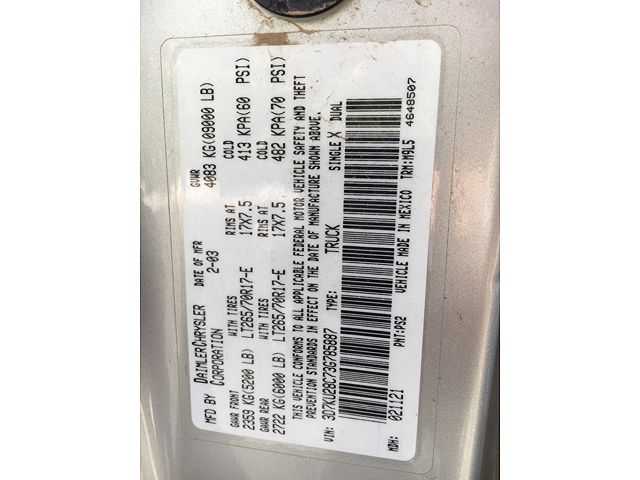 MFD BY DAIMLERCHRYSLER CORPORATION DATE OF MFR 2-03 GVWR 4083 KG(09000 LB)
GAWR FRONT WITH TIRES RIMS AT COLD
2359 KG(5200 LB) LT265/70R17-E 17X7.5 413 KPA(60 PSI)
GAWR REAR WITH TIRES RIMS AT COLD
2722 KG(6000 LB) LT265/70R17-E 17X7.5 482 KPA(70 PSI)
THIS VEHICLE CONFORMS TO ALL APPLICABLE FEDERAL MOTOR VEHICLE SAFETY AND THEFT
PREVENTION STANDARDS IN EFFECT ON THE DATE OF MANUFACTURE SHOWN ABOVE.
VIN: 3D7KU28C73G785887 TYPE: TRUCK SINGLE X DUAL
MDH: 021121 PNT:PS2 VEHICLE MADE IN MEXICO TRM:M9L5 4648507